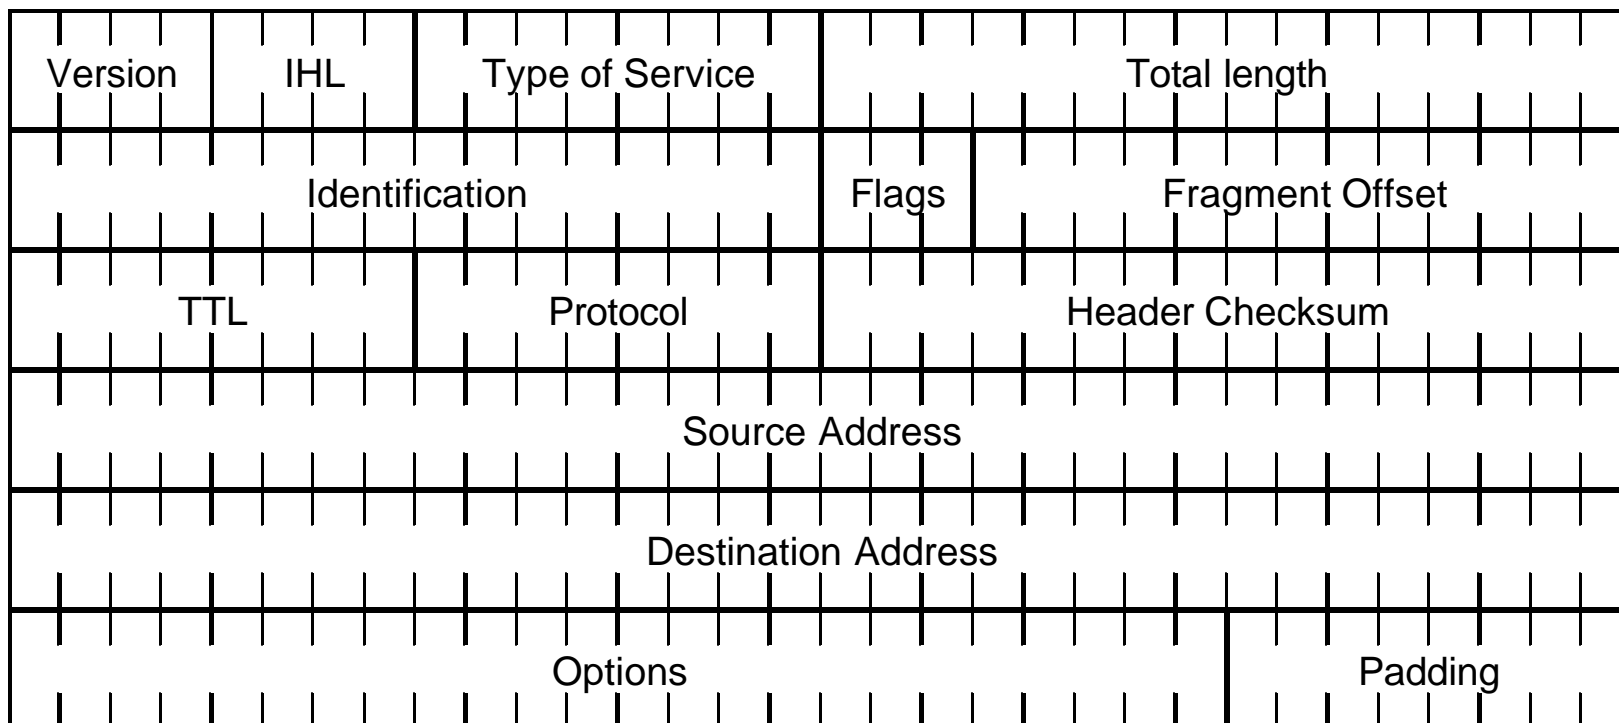 Version IHL Type of Service Total length
Identification Flags Fragment Offset
TTL Protocol Header Checksum
Source Address
Destination Address
Options Padding